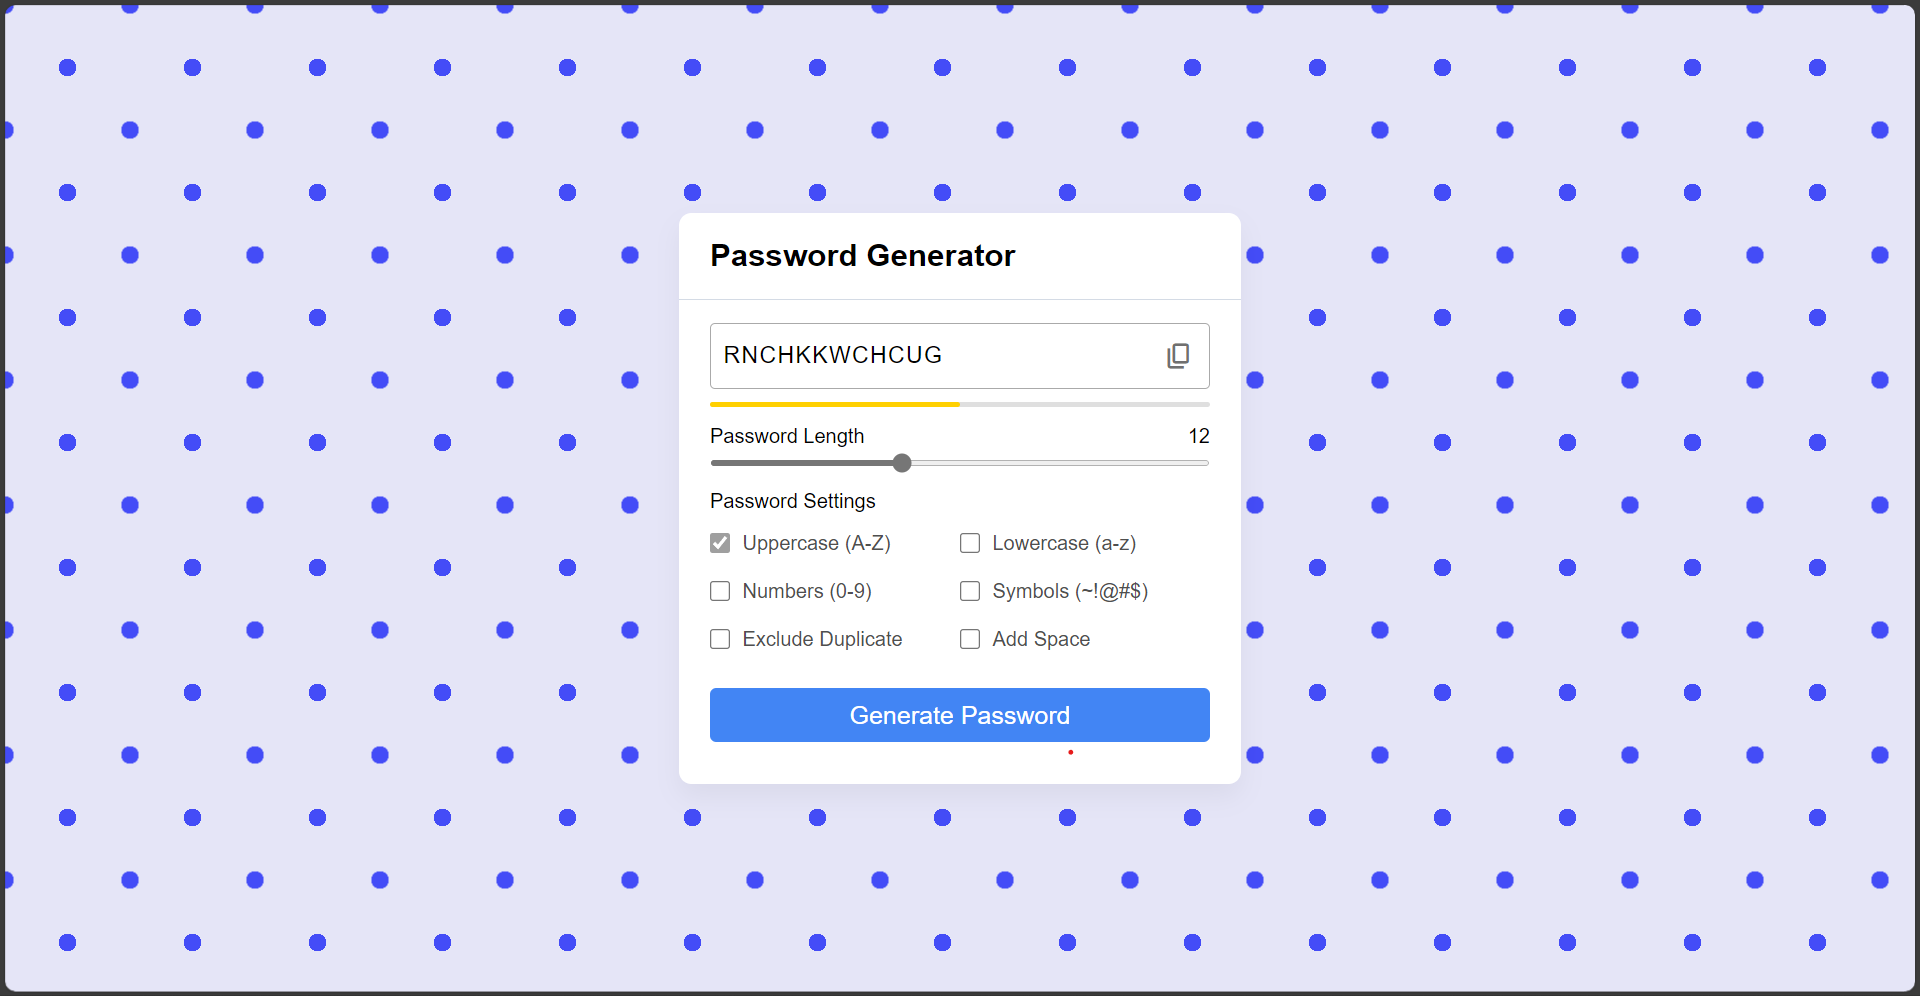 Password Generator
RNCHKKWCHCUG
Password Length 12
Password Settings
Uppercase (A-Z) Lowercase (a-z)
Numbers (0-9) Symbols (~!@#$)
Exclude Duplicate Add Space
Generate Password